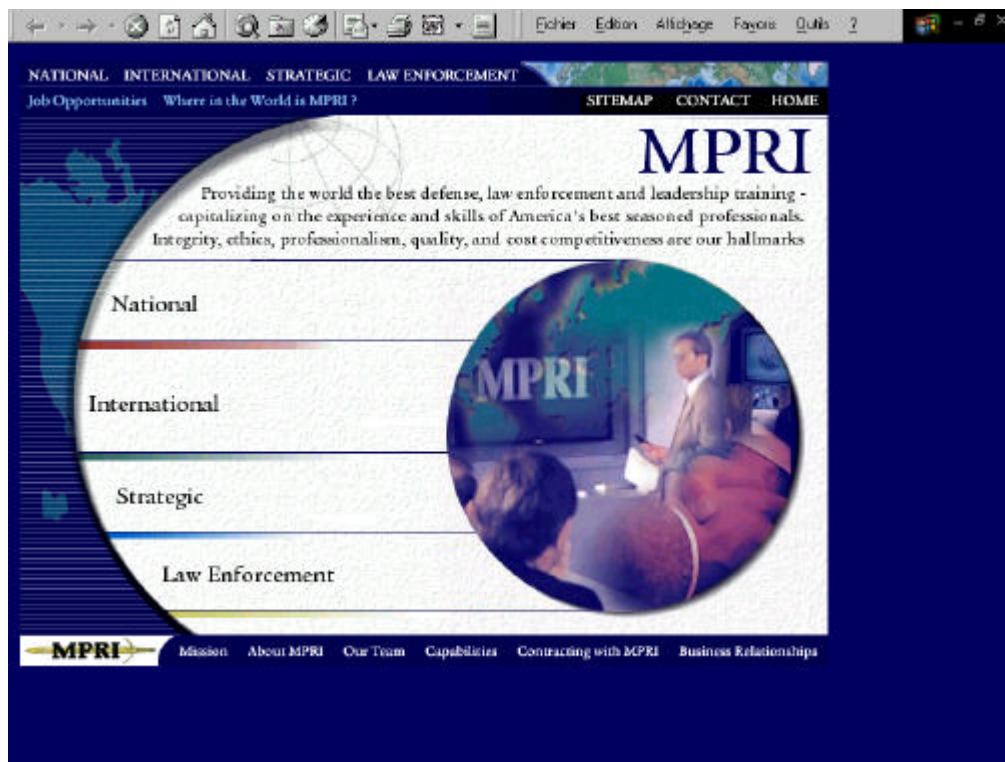 Fichier Edition Affichage Favoris Outils ?
NATIONAL INTERNATIONAL STRATEGIC LAW ENFORCEMENT
Job Opportunities Where in the World is MPRI ?
SITEMAP CONTACT HOME
MPRI
Providing the world the best defense, law enforcement and leadership training -
capitalizing on the experience and skills of America's best seasoned professionals.
Integrity, ethics, professionalism, quality, and cost competitiveness are our hallmarks
National
MPRI
International
Strategic
Law Enforcement
MPRI
Mission About MPRI Our Team Capabilities Contracting with MPRI Business Relationships